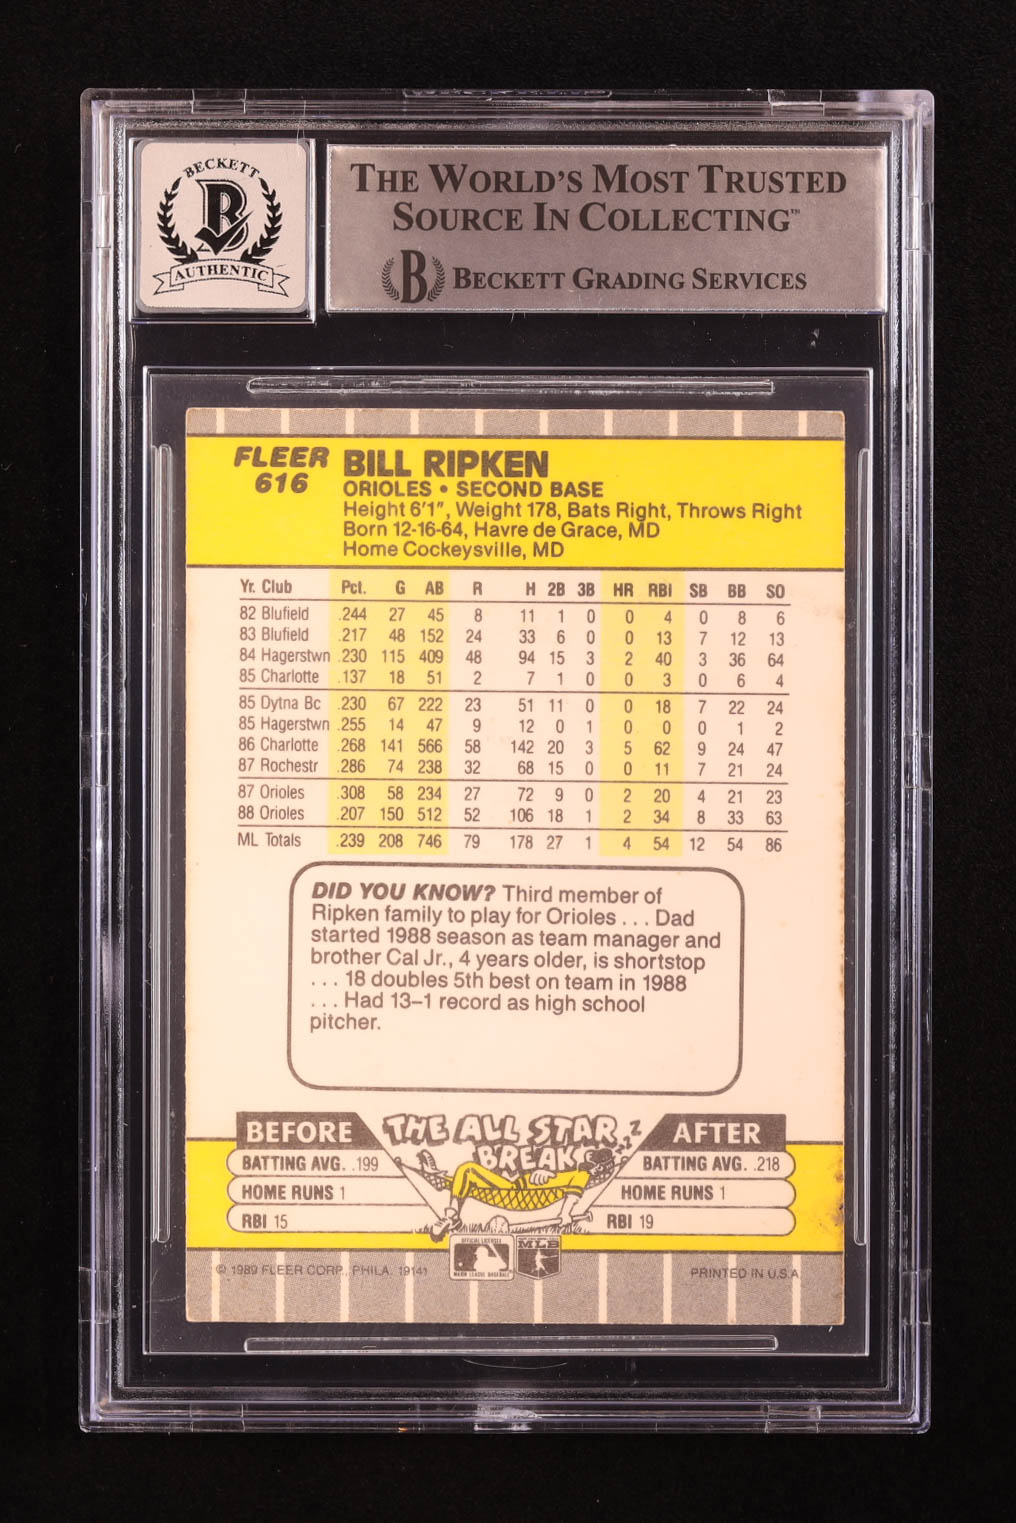 BECKETT
B
AUTHENTIC
THE WORLD'S MOST TRUSTED
SOURCE IN COLLECTING™
B BECKETT GRADING SERVICES
FLEER
616
BILL RIPKEN
ORIOLES • SECOND BASE
Height 6'1", Weight 178, Bats Right, Throws Right
Born 12-16-64, Havre de Grace, MD
Home Cockeysville, MD
Yr. Club Pct. G AB R H 2B 3B HR RBI SB BB SO
82 Blufield .244 27 45 8 11 1 0 0 4 0 8 6
83 Blufield .217 48 152 24 33 6 0 0 13 7 12 13
84 Hagerstwn .230 115 409 48 94 15 3 2 40 3 36 64
85 Charlotte .137 18 51 2 7 1 0 0 3 0 6 4
85 Dytna Bc .230 67 222 23 51 11 0 0 18 7 22 24
85 Hagerstwn .255 14 47 9 12 0 1 0 0 0 1 2
86 Charlotte .268 141 566 58 142 20 3 5 62 9 24 47
87 Rochestr .286 74 238 32 68 15 0 0 11 7 21 24
87 Orioles .308 58 234 27 72 9 0 2 20 4 21 23
88 Orioles .207 150 512 52 106 18 1 2 34 8 33 63
ML Totals .239 208 746 79 178 27 1 4 54 12 54 86
DID YOU KNOW? Third member of
Ripken family to play for Orioles . . . Dad
started 1988 season as team manager and
brother Cal Jr., 4 years older, is shortstop
. . . 18 doubles 5th best on team in 1988
. . . Had 13–1 record as high school
pitcher.
BEFORE
THE ALL STAR
BREAK
ZZZ
AFTER
BATTING AVG. .199
HOME RUNS 1
RBI 15
BATTING AVG. .218
HOME RUNS 1
RBI 19
OFFICIAL LICENSEE
MAJOR LEAGUE BASEBALL
MLB
© 1989 FLEER CORP., PHILA. 19141
PRINTED IN U.S.A.